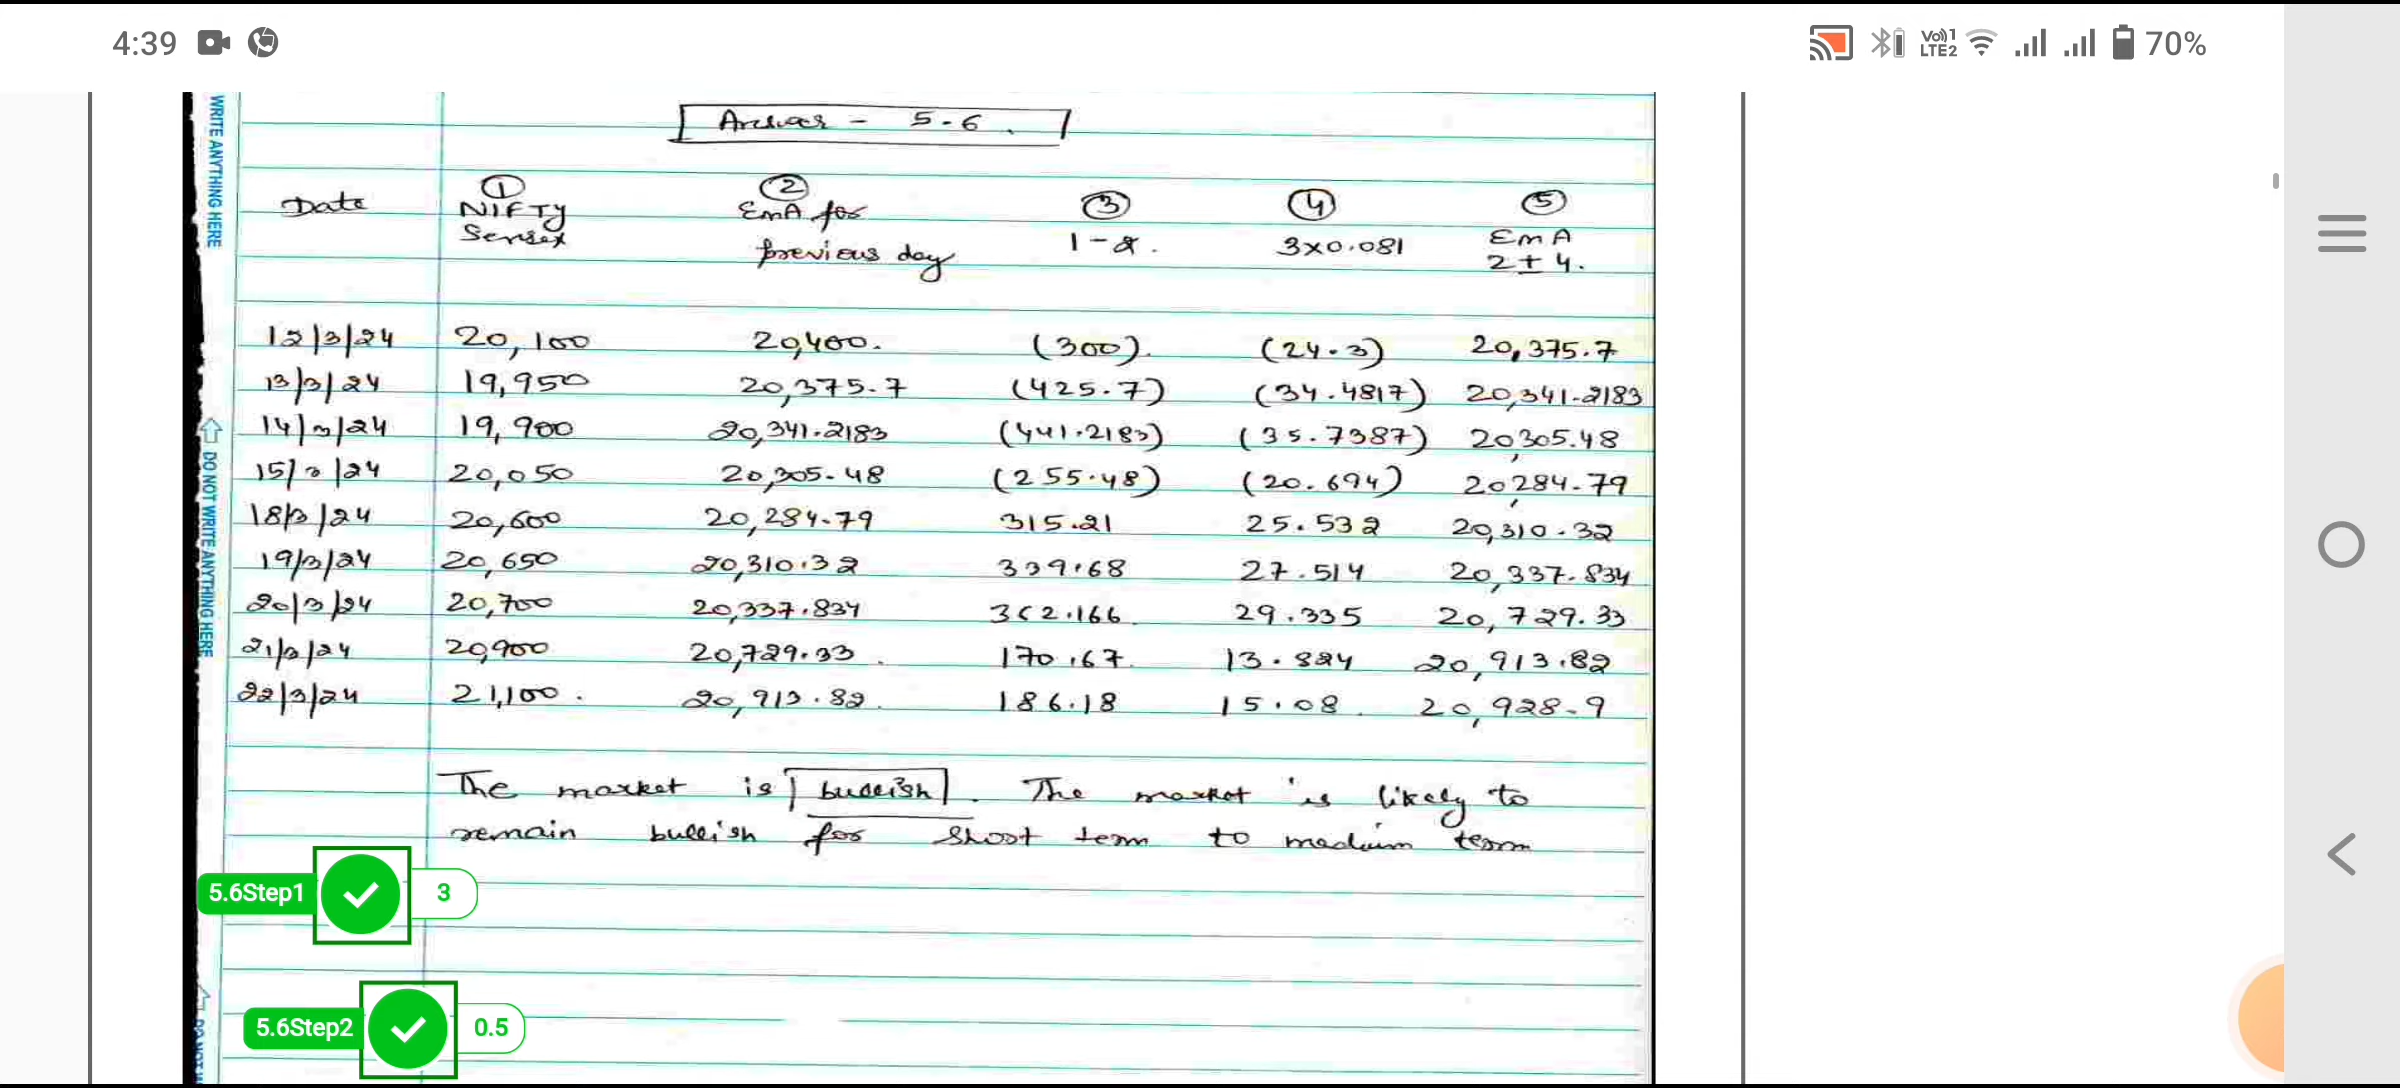 4:39 Vo)) 1 LTE2 70%
WRITE ANYTHING HERE
DO NOT WRITE ANYTHING HERE
Answer - 5.6.
Date ① NIFTY Sensex ② EMA for previous day ③ 1-2. ④ 3x0.081 ⑤ EMA 2±4.
12/3/24 20,100 20,400. (300). (24.3) 20,375.7
13/3/24 19,950 20,375.7 (425.7) (34.4817) 20,341.2183
14/3/24 19,900 20,341.2183 (441.2183) (35.7387) 20,305.48
15/3/24 20,050 20,305.48 (255.48) (20.694) 20,284.79
18/3/24 20,600 20,284.79 315.21 25.532 20,310.32
19/3/24 20,650 20,310.32 339.68 27.514 20,337.834
20/3/24 20,700 20,337.834 362.166 29.335 20,729.33
21/3/24 20,900 20,729.33. 170.67. 13.824 20,913.82
22/3/24 21,100. 20,913.82. 186.18 15.08. 20,928.9
The market is bullish. The market is likely to
remain bullish for short term to medium term
5.6Step1 3
5.6Step2 0.5